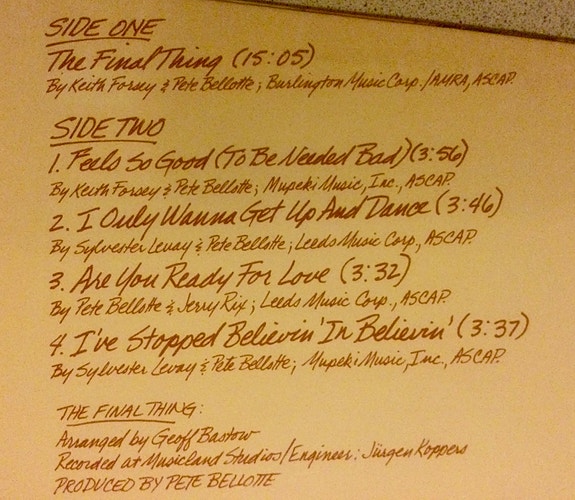 SIDE ONE
The Final Thing (15:05)
By Keith Forsey & Pete Bellotte; Burlington Music Corp./AMRA, ASCAP.
SIDE TWO
1. Feels So Good (To Be Needed Bad) (3:56)
By Keith Forsey & Pete Bellotte; Mupeki Music, Inc., ASCAP.
2. I Only Wanna Get Up And Dance (3:46)
By Sylvester Levay & Pete Bellotte; Leeds Music Corp., ASCAP.
3. Are You Ready For Love (3:32)
By Pete Bellotte & Jerry Rix; Leeds Music Corp., ASCAP.
4. I've Stopped Believin' In Believin' (3:37)
By Sylvester Levay & Pete Bellotte; Mupeki Music, Inc., ASCAP.
THE FINAL THING:
Arranged by Geoff Bastow
Recorded at Musicland Studios/Engineer: Jürgen Koppers
PRODUCED BY PETE BELLOTTE